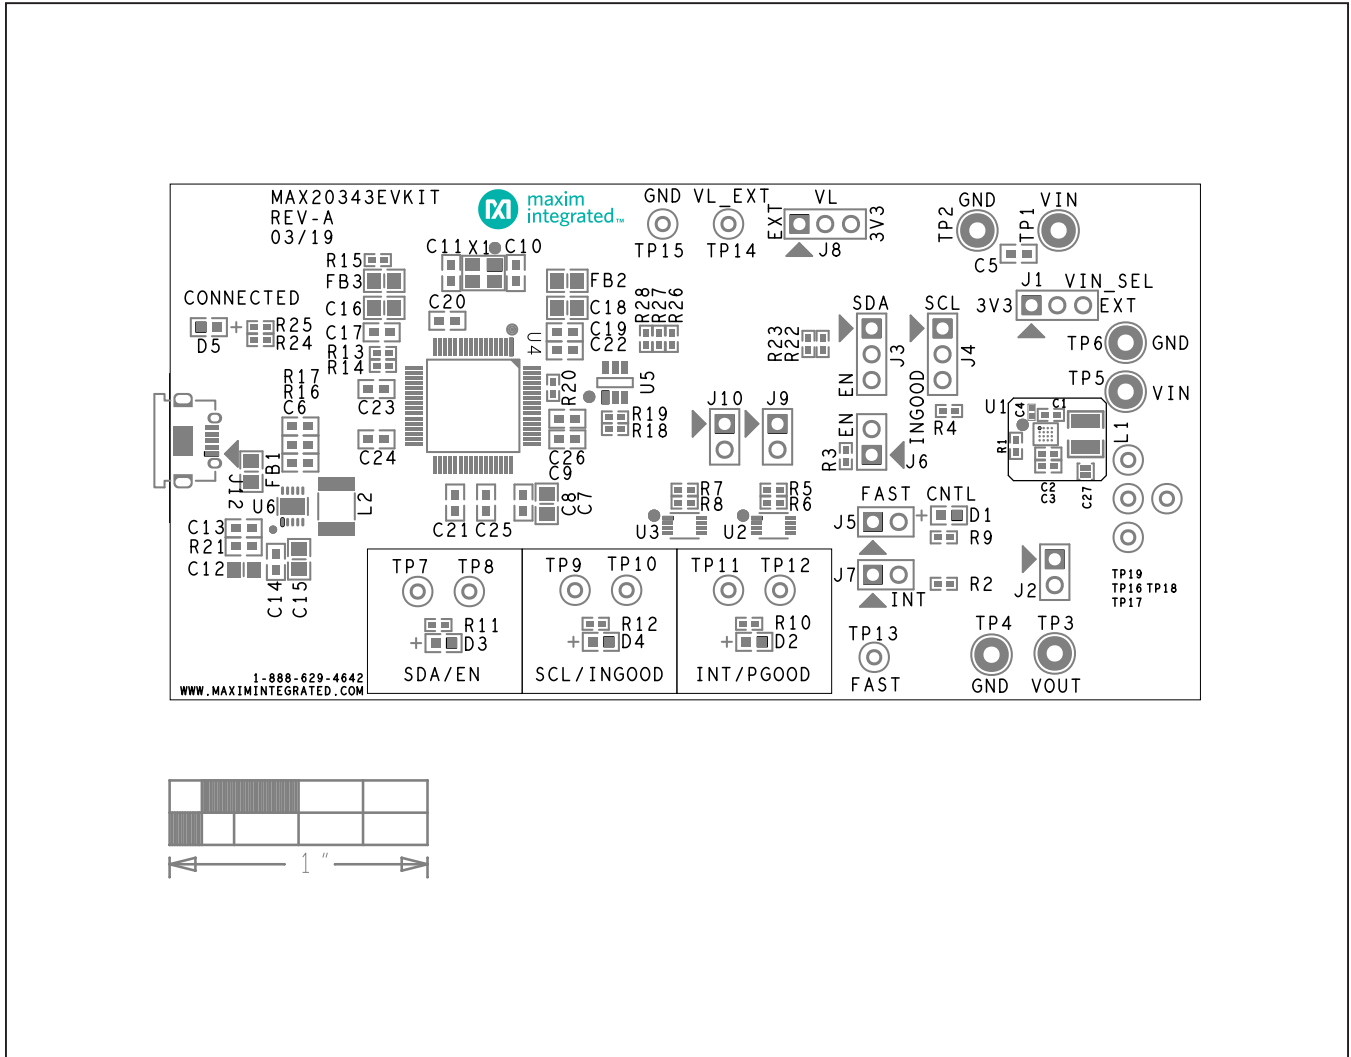 MAX20343EVKIT
REV-A
03/19
maxim
integrated™
GND
TP15
VL_EXT
TP14
VL
EXT
3V3
J8
GND
TP2
VIN
TP1
C5
J1
VIN_SEL
3V3
EXT
TP6
GND
TP5
VIN
C11
X1
C10
R15
FB3
C16
C17
R13
R14
C20
FB2
C18
C19
C22
U4
CONNECTED
D5
+
R25
R24
R28
R27
R26
R23
R22
SDA
J3
EN
SCL
J4
INGOOD
R17
R16
C6
C23
C24
R20
U5
R19
R18
C26
C9
J10
J9
EN
R3
J6
R4
U1
C4
C1
R1
L1
C2
C3
C27
J12
FB1
U6
L2
C13
R21
C12
C14
C15
C21
C25
C8
C7
R7
R8
U3
R5
R6
U2
FAST
J5
CNTL
+
D1
R9
J7
INT
R2
J2
TP19
TP16 TP18
TP17
TP7
TP8
R11
+
D3
SDA/EN
TP9
TP10
R12
+
D4
SCL/INGOOD
TP11
TP12
R10
+
D2
INT/PGOOD
TP13
FAST
TP4
GND
TP3
VOUT
1-888-629-4642
WWW.MAXIMINTEGRATED.COM
1 "